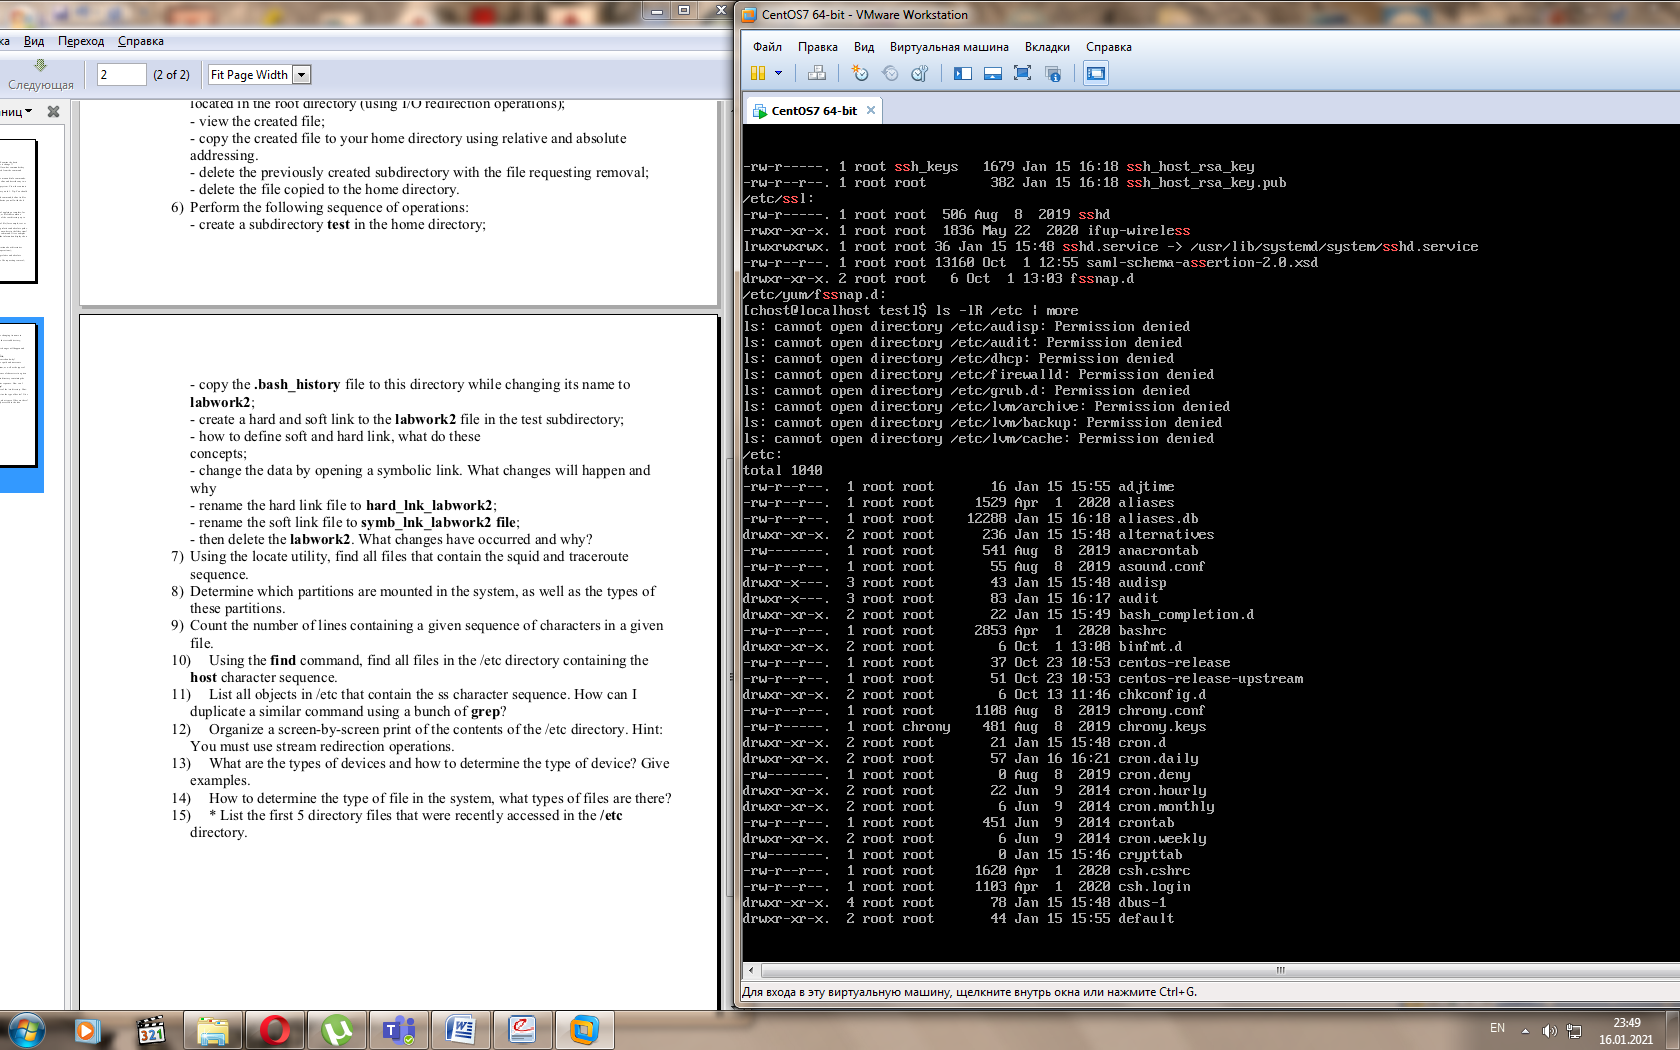 ка Вид Переход Справка
Следующая
2 (2 of 2) Fit Page Width
ниц
located in the root directory (using I/O redirection operations);
- view the created file;
- copy the created file to your home directory using relative and absolute
addressing.
- delete the previously created subdirectory with the file requesting removal;
- delete the file copied to the home directory.
6) Perform the following sequence of operations:
- create a subdirectory test in the home directory;
- copy the .bash_history file to this directory while changing its name to
labwork2;
- create a hard and soft link to the labwork2 file in the test subdirectory;
- how to define soft and hard link, what do these
concepts;
- change the data by opening a symbolic link. What changes will happen and
why
- rename the hard link file to hard_lnk_labwork2;
- rename the soft link file to symb_lnk_labwork2 file;
- then delete the labwork2. What changes have occurred and why?
7) Using the locate utility, find all files that contain the squid and traceroute
sequence.
8) Determine which partitions are mounted in the system, as well as the types of
these partitions.
9) Count the number of lines containing a given sequence of characters in a given
file.
10) Using the find command, find all files in the /etc directory containing the
host character sequence.
11) List all objects in /etc that contain the ss character sequence. How can I
duplicate a similar command using a bunch of grep?
12) Organize a screen-by-screen print of the contents of the /etc directory. Hint:
You must use stream redirection operations.
13) What are the types of devices and how to determine the type of device? Give
examples.
14) How to determine the type of file in the system, what types of files are there?
15) * List the first 5 directory files that were recently accessed in the /etc
directory.
CentOS7 64-bit - VMware Workstation
Файл Правка Вид Виртуальная машина Вкладки Справка
CentOS7 64-bit
-rw-r-----. 1 root ssh_keys 1679 Jan 15 16:18 ssh_host_rsa_key
-rw-r--r--. 1 root root 382 Jan 15 16:18 ssh_host_rsa_key.pub
/etc/ssl:
-rw-r-----. 1 root root 506 Aug 8 2019 sshd
-rwxr-xr-x. 1 root root 1836 May 22 2020 ifup-wireless
lrwxrwxrwx. 1 root root 36 Jan 15 15:48 sshd.service -> /usr/lib/systemd/system/sshd.service
-rw-r--r--. 1 root root 13160 Oct 1 12:55 saml-schema-assertion-2.0.xsd
drwxr-xr-x. 2 root root 6 Oct 1 13:03 fssnap.d
/etc/yum/fssnap.d:
[chost@localhost test]$ ls -lR /etc | more
ls: cannot open directory /etc/audisp: Permission denied
ls: cannot open directory /etc/audit: Permission denied
ls: cannot open directory /etc/dhcp: Permission denied
ls: cannot open directory /etc/firewalld: Permission denied
ls: cannot open directory /etc/grub.d: Permission denied
ls: cannot open directory /etc/lvm/archive: Permission denied
ls: cannot open directory /etc/lvm/backup: Permission denied
ls: cannot open directory /etc/lvm/cache: Permission denied
/etc:
total 1040
-rw-r--r--. 1 root root 16 Jan 15 15:55 adjtime
-rw-r--r--. 1 root root 1529 Apr 1 2020 aliases
-rw-r--r--. 1 root root 12288 Jan 15 16:18 aliases.db
drwxr-xr-x. 2 root root 236 Jan 15 15:48 alternatives
-rw-------. 1 root root 541 Aug 8 2019 anacrontab
-rw-r--r--. 1 root root 55 Aug 8 2019 asound.conf
drwxr-x---. 3 root root 43 Jan 15 15:48 audisp
drwxr-x---. 3 root root 83 Jan 15 16:17 audit
drwxr-xr-x. 2 root root 22 Jan 15 15:49 bash_completion.d
-rw-r--r--. 1 root root 2853 Apr 1 2020 bashrc
drwxr-xr-x. 2 root root 6 Oct 1 13:08 binfmt.d
-rw-r--r--. 1 root root 37 Oct 23 10:53 centos-release
-rw-r--r--. 1 root root 51 Oct 23 10:53 centos-release-upstream
drwxr-xr-x. 2 root root 6 Oct 13 11:46 chkconfig.d
-rw-r--r--. 1 root root 1108 Aug 8 2019 chrony.conf
-rw-r-----. 1 root chrony 481 Aug 8 2019 chrony.keys
drwxr-xr-x. 2 root root 21 Jan 15 15:48 cron.d
drwxr-xr-x. 2 root root 57 Jan 16 16:21 cron.daily
-rw-------. 1 root root 0 Aug 8 2019 cron.deny
drwxr-xr-x. 2 root root 22 Jun 9 2014 cron.hourly
drwxr-xr-x. 2 root root 6 Jun 9 2014 cron.monthly
-rw-r--r--. 1 root root 451 Jun 9 2014 crontab
drwxr-xr-x. 2 root root 6 Jun 9 2014 cron.weekly
-rw-------. 1 root root 0 Jan 15 15:46 crypttab
-rw-r--r--. 1 root root 1620 Apr 1 2020 csh.cshrc
-rw-r--r--. 1 root root 1103 Apr 1 2020 csh.login
drwxr-xr-x. 4 root root 78 Jan 15 15:48 dbus-1
drwxr-xr-x. 2 root root 44 Jan 15 15:55 default
Для входа в эту виртуальную машину, щелкните внутрь окна или нажмите Ctrl+G.
321
EN
23:49
16.01.2021